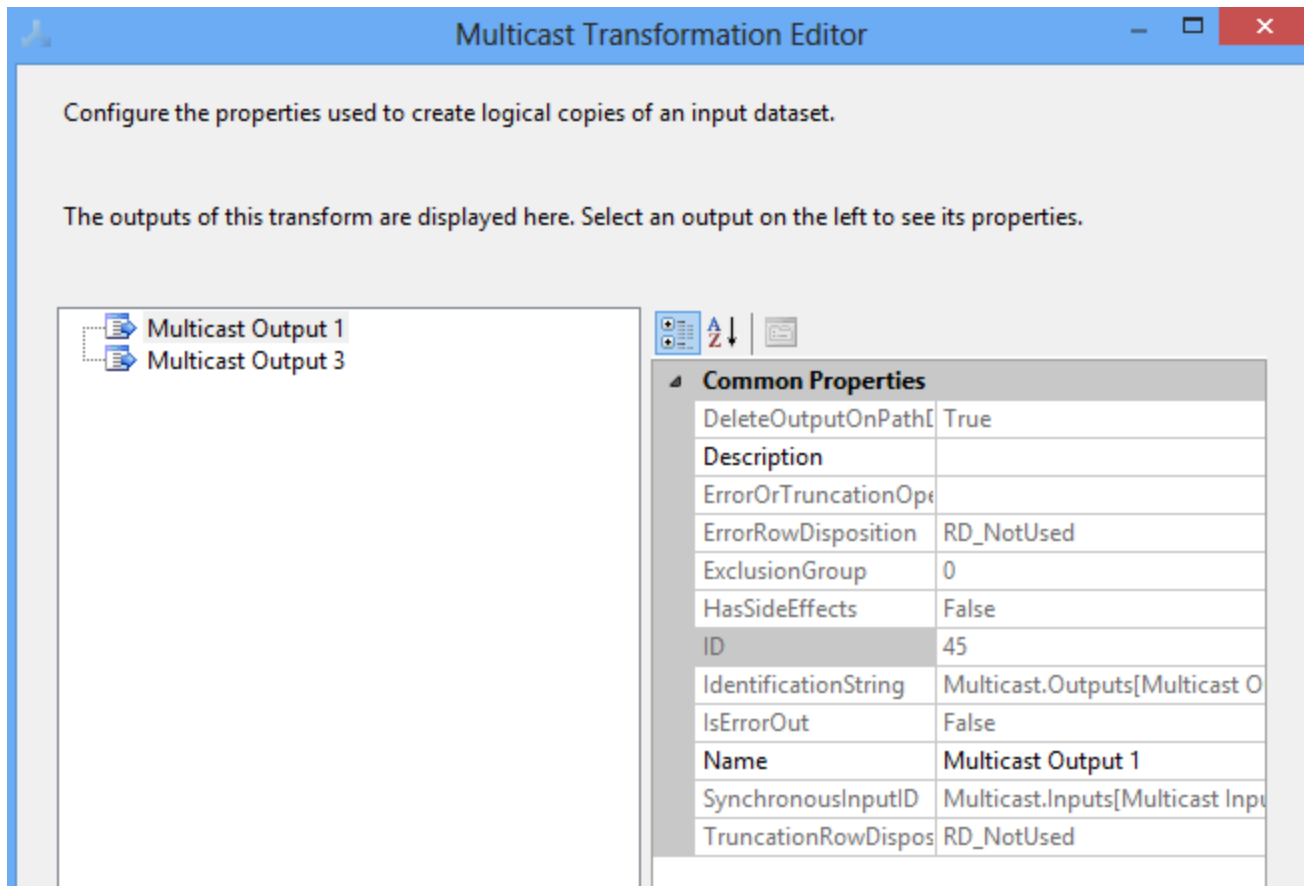 Multicast Transformation Editor
Configure the properties used to create logical copies of an input dataset.
The outputs of this transform are displayed here. Select an output on the left to see its properties.
Multicast Output 1
Multicast Output 3
A
Z
Common Properties
DeleteOutputOnPathD True
Description
ErrorOrTruncationOpe
ErrorRowDisposition RD_NotUsed
ExclusionGroup 0
HasSideEffects False
ID 45
IdentificationString Multicast.Outputs[Multicast O
IsErrorOut False
Name Multicast Output 1
SynchronousInputID Multicast.Inputs[Multicast Inpu
TruncationRowDispos RD_NotUsed